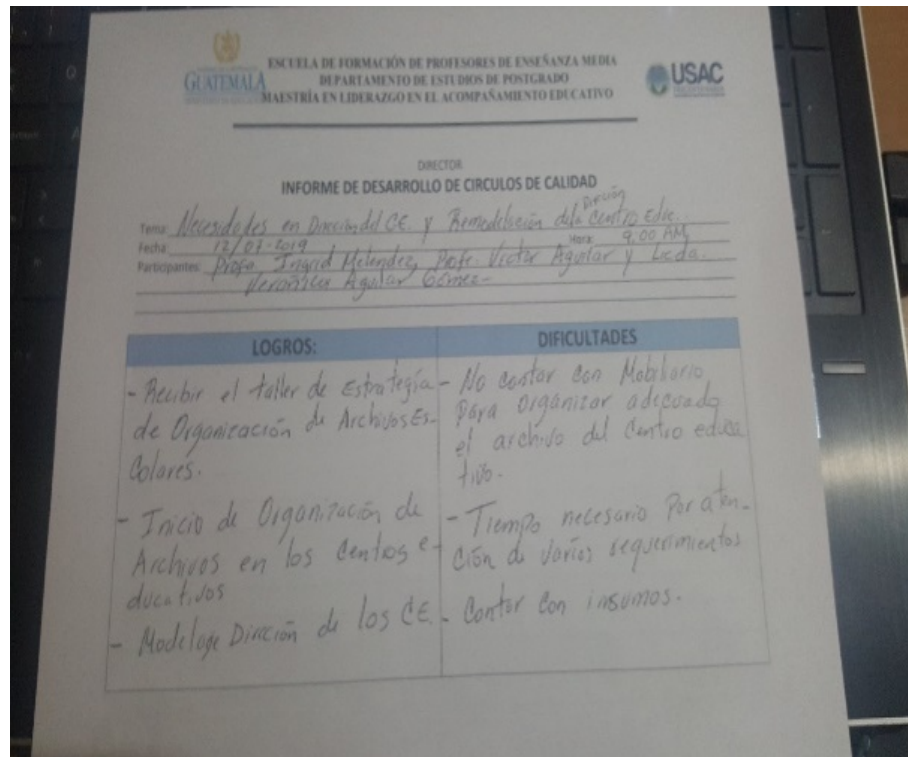 ESCUELA DE FORMACIÓN DE PROFESORES DE ENSEÑANZA MEDIA
GUATEMALA
DEPARTAMENTO DE ESTUDIOS DE POSTGRADO
USAC
MAESTRÍA EN LIDERAZGO EN EL ACOMPAÑAMIENTO EDUCATIVO
DIRECTOR
INFORME DE DESARROLLO DE CIRCULOS DE CALIDAD
Tema: Necesidades en Dirección del CE. y Remodelación de la Dirección Centro Educ.
Fecha: 12/07-2019 Hora: 9:00 AM
Participantes: Profa. Ingrid Melendez, Profe. Victor Aguilar y Licda.
Verónica Aguilar Gómez-
LOGROS:
- Recibir el taller de Estrategia
de Organización de Archivos Es-
Colares.
- Inicio de Organización de
Archivos en los Centros e-
ducativos
- Modelage Dirección de los CE.
DIFICULTADES
- No contar con Mobiliario
Para Organizar adecuado
el archivo del Centro educa
tivo.
- Tiempo necesario Por aten-
ción de varios requerimientos
- Contar con insumos.